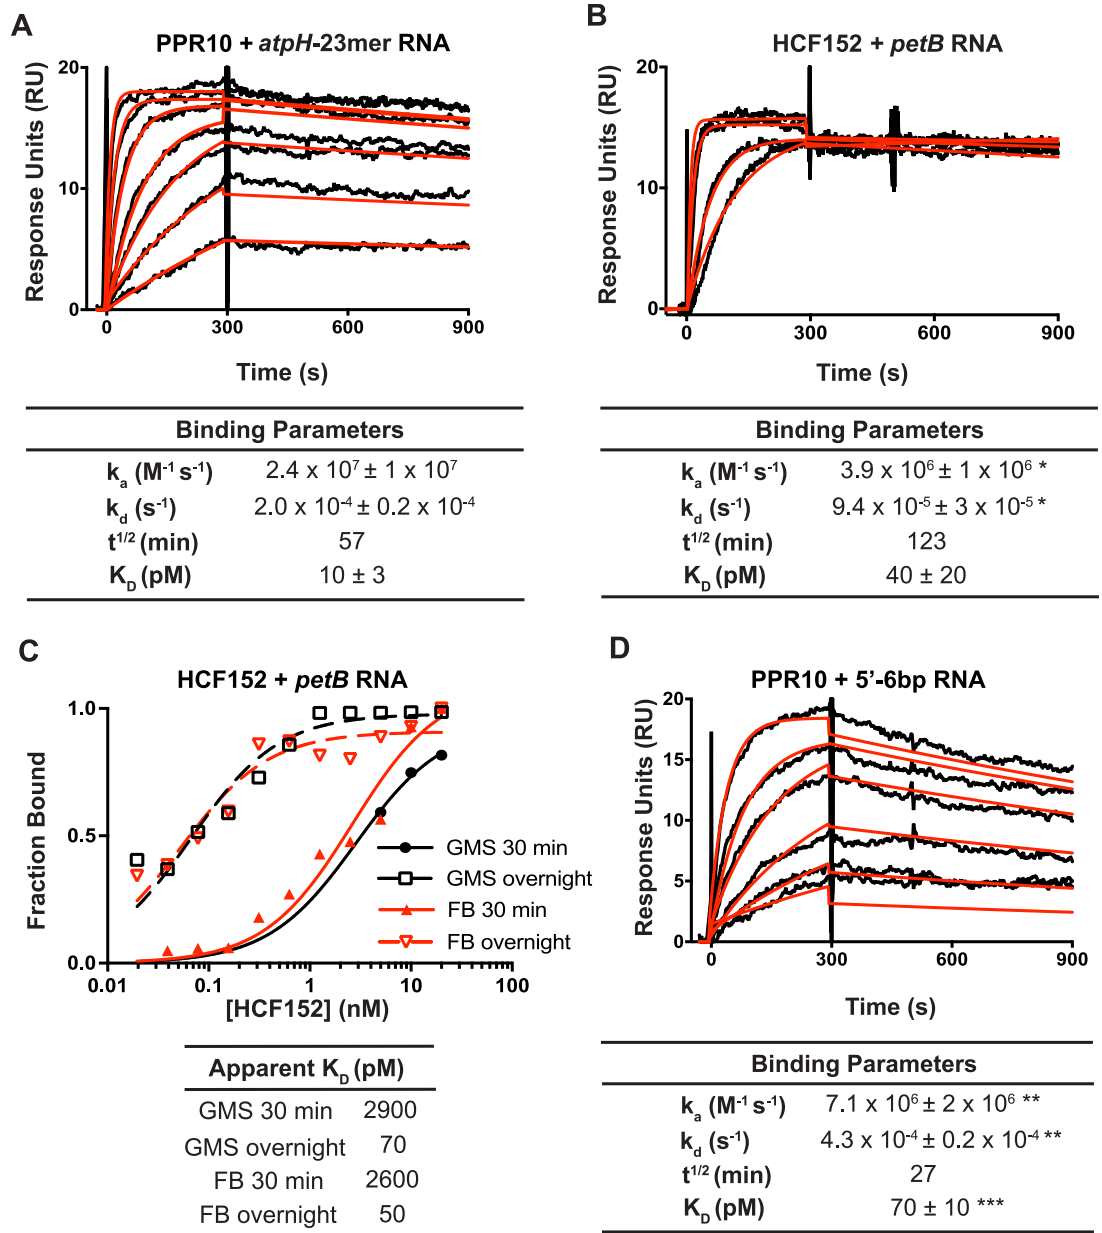 A
PPR10 + atpH-23mer RNA
Response Units (RU)
20
10
0
0 300 600 900
Time (s)
Binding Parameters
kₐ (M⁻¹ s⁻¹) 2.4 x 10⁷ ± 1 x 10⁷
k_d (s⁻¹) 2.0 x 10⁻⁴ ± 0.2 x 10⁻⁴
t¹/² (min) 57
K_D (pM) 10 ± 3
B
HCF152 + petB RNA
Response Units (RU)
20
10
0
0 300 600 900
Time (s)
Binding Parameters
kₐ (M⁻¹ s⁻¹) 3.9 x 10⁶ ± 1 x 10⁶ *
k_d (s⁻¹) 9.4 x 10⁻⁵ ± 3 x 10⁻⁵ *
t¹/² (min) 123
K_D (pM) 40 ± 20
C
HCF152 + petB RNA
Fraction Bound
1.0
0.5
0.0
0.01 0.1 1 10 100
[HCF152] (nM)
GMS 30 min
GMS overnight
FB 30 min
FB overnight
Apparent K_D (pM)
GMS 30 min 2900
GMS overnight 70
FB 30 min 2600
FB overnight 50
D
PPR10 + 5'-6bp RNA
Response Units (RU)
20
15
10
5
0
0 300 600 900
Time (s)
Binding Parameters
kₐ (M⁻¹ s⁻¹) 7.1 x 10⁶ ± 2 x 10⁶ **
k_d (s⁻¹) 4.3 x 10⁻⁴ ± 0.2 x 10⁻⁴ **
t¹/² (min) 27
K_D (pM) 70 ± 10 ***